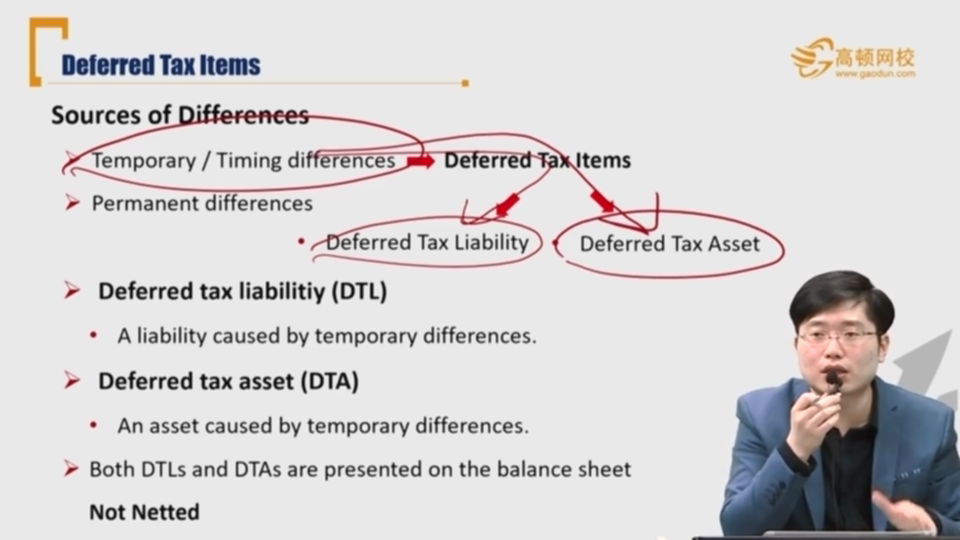 Deferred Tax Items
高顿网校
www.gaodun.com
Sources of Differences
Temporary / Timing differences
Deferred Tax Items
Permanent differences
Deferred Tax Liability
Deferred Tax Asset
Deferred tax liabilitiy (DTL)
A liability caused by temporary differences.
Deferred tax asset (DTA)
An asset caused by temporary differences.
Both DTLs and DTAs are presented on the balance sheet
Not Netted